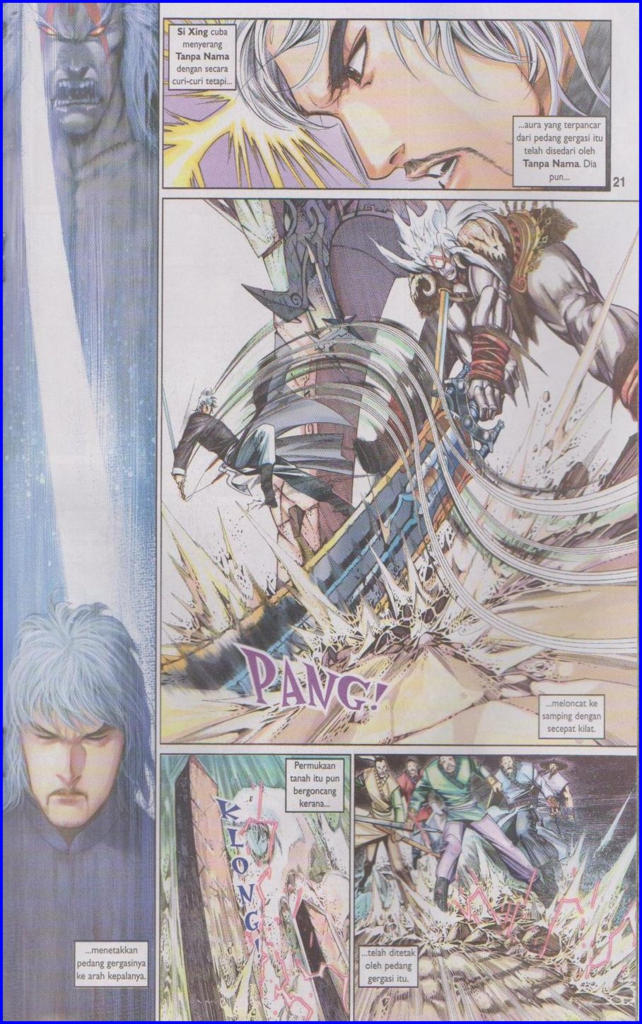 Si Xing cuba
menyerang
Tanpa Nama
dengan secara
curi-curi tetapi...
...aura yang terpancar
dari pedang gergasi itu
telah disedari oleh
Tanpa Nama. Dia
pun...
21
PANG!
...meloncat ke
samping dengan
secepat kilat.
...menetakkan
pedang gergasinya
ke arah kepalanya.
Permukaan
tanah itu pun
bergoncang
kerana...
KLONG!
...telah ditetak
oleh pedang
gergasi itu.